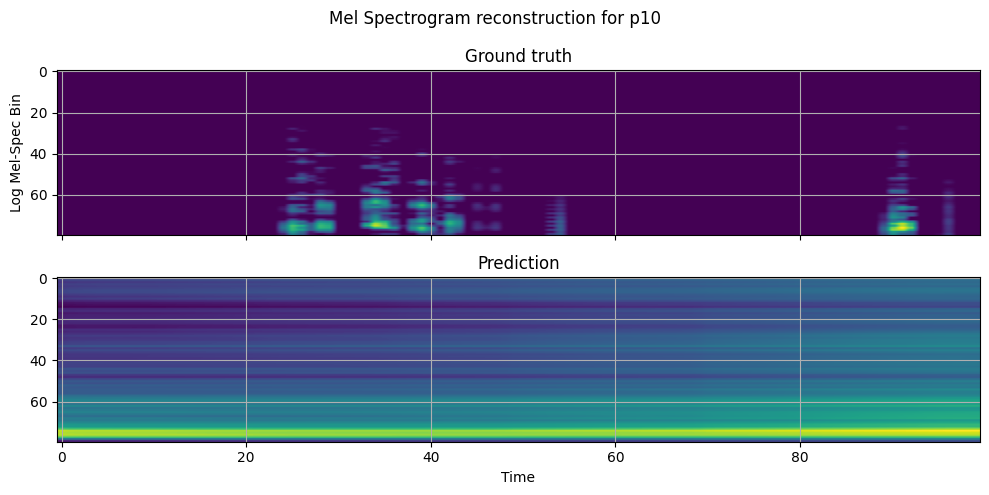 Mel Spectrogram reconstruction for p10
Ground truth
Log Mel-Spec Bin
0
20
40
60
Prediction
0
20
40
60
0 20 40 60 80
Time